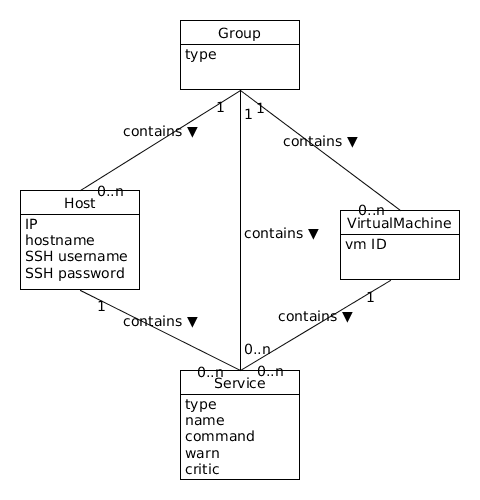 Group
type
1
1
1
contains ▼
contains ▼
0..n
Host
IP
hostname
SSH username
SSH password
0..n
VirtualMachine
vm ID
contains ▼
1
1
contains ▼
contains ▼
0..n
0..n
0..n
Service
type
name
command
warn
critic